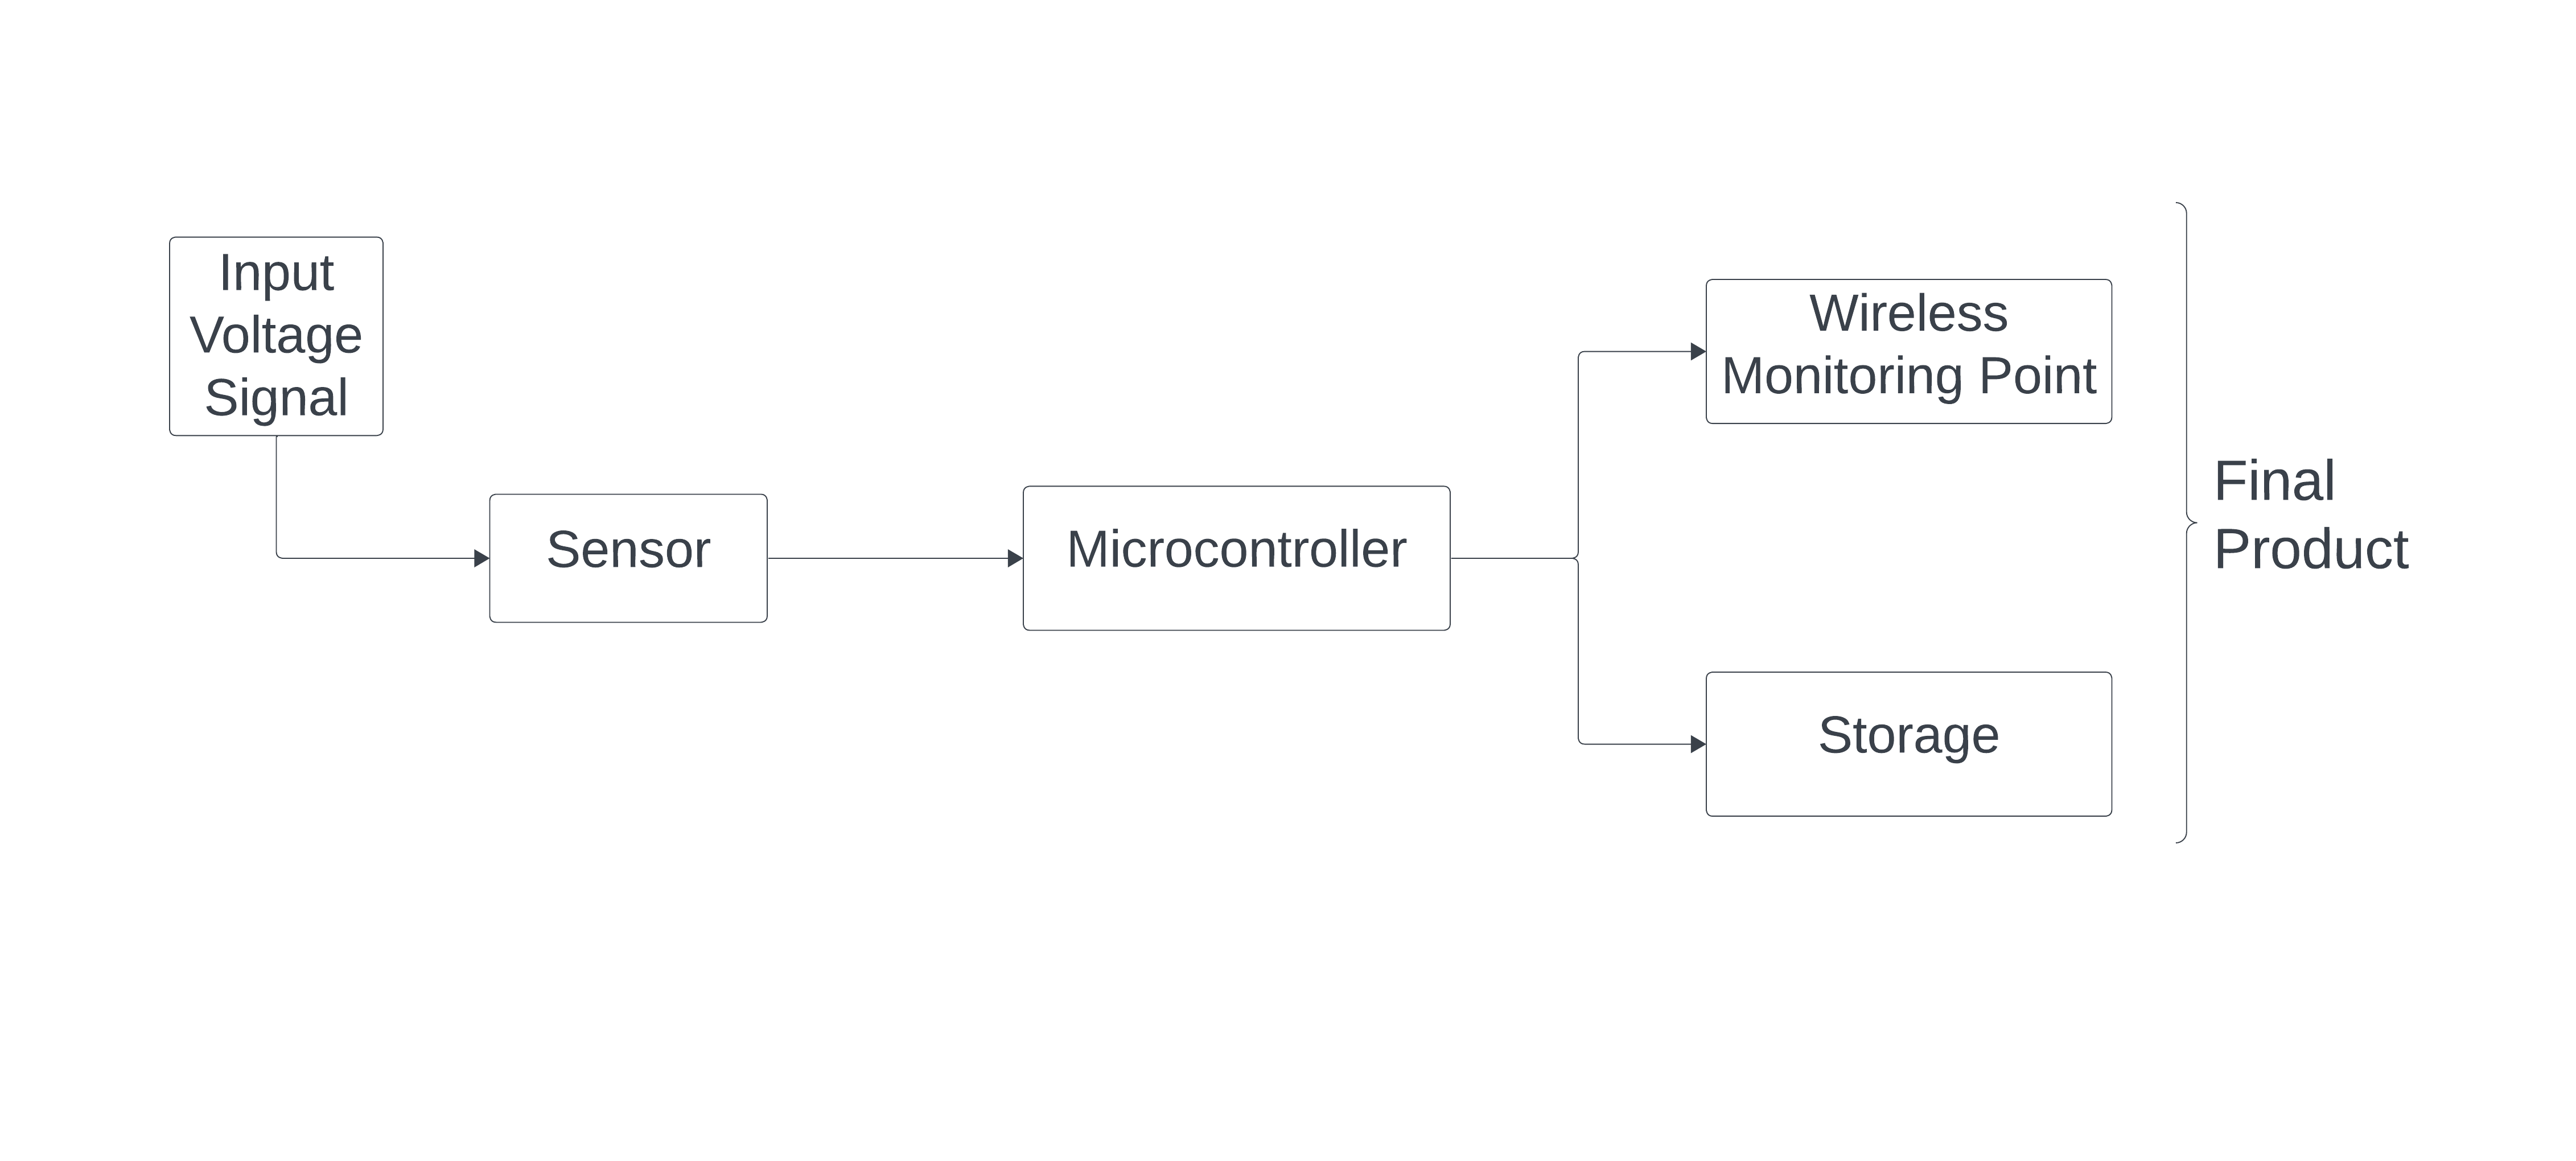 Input
Voltage
Signal
Sensor
Microcontroller
Wireless
Monitoring Point
Storage
Final
Product